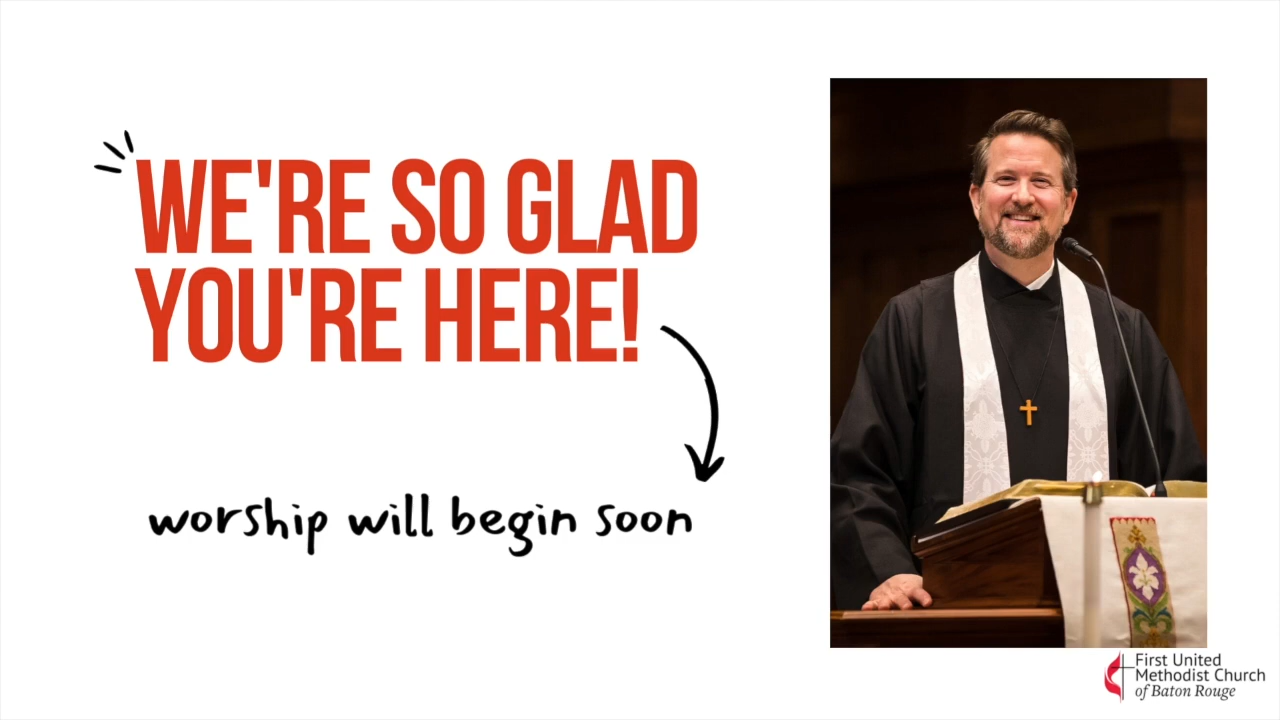 WE'RE SO GLAD
YOU'RE HERE!
worship will begin soon
First United
Methodist Church
of Baton Rouge